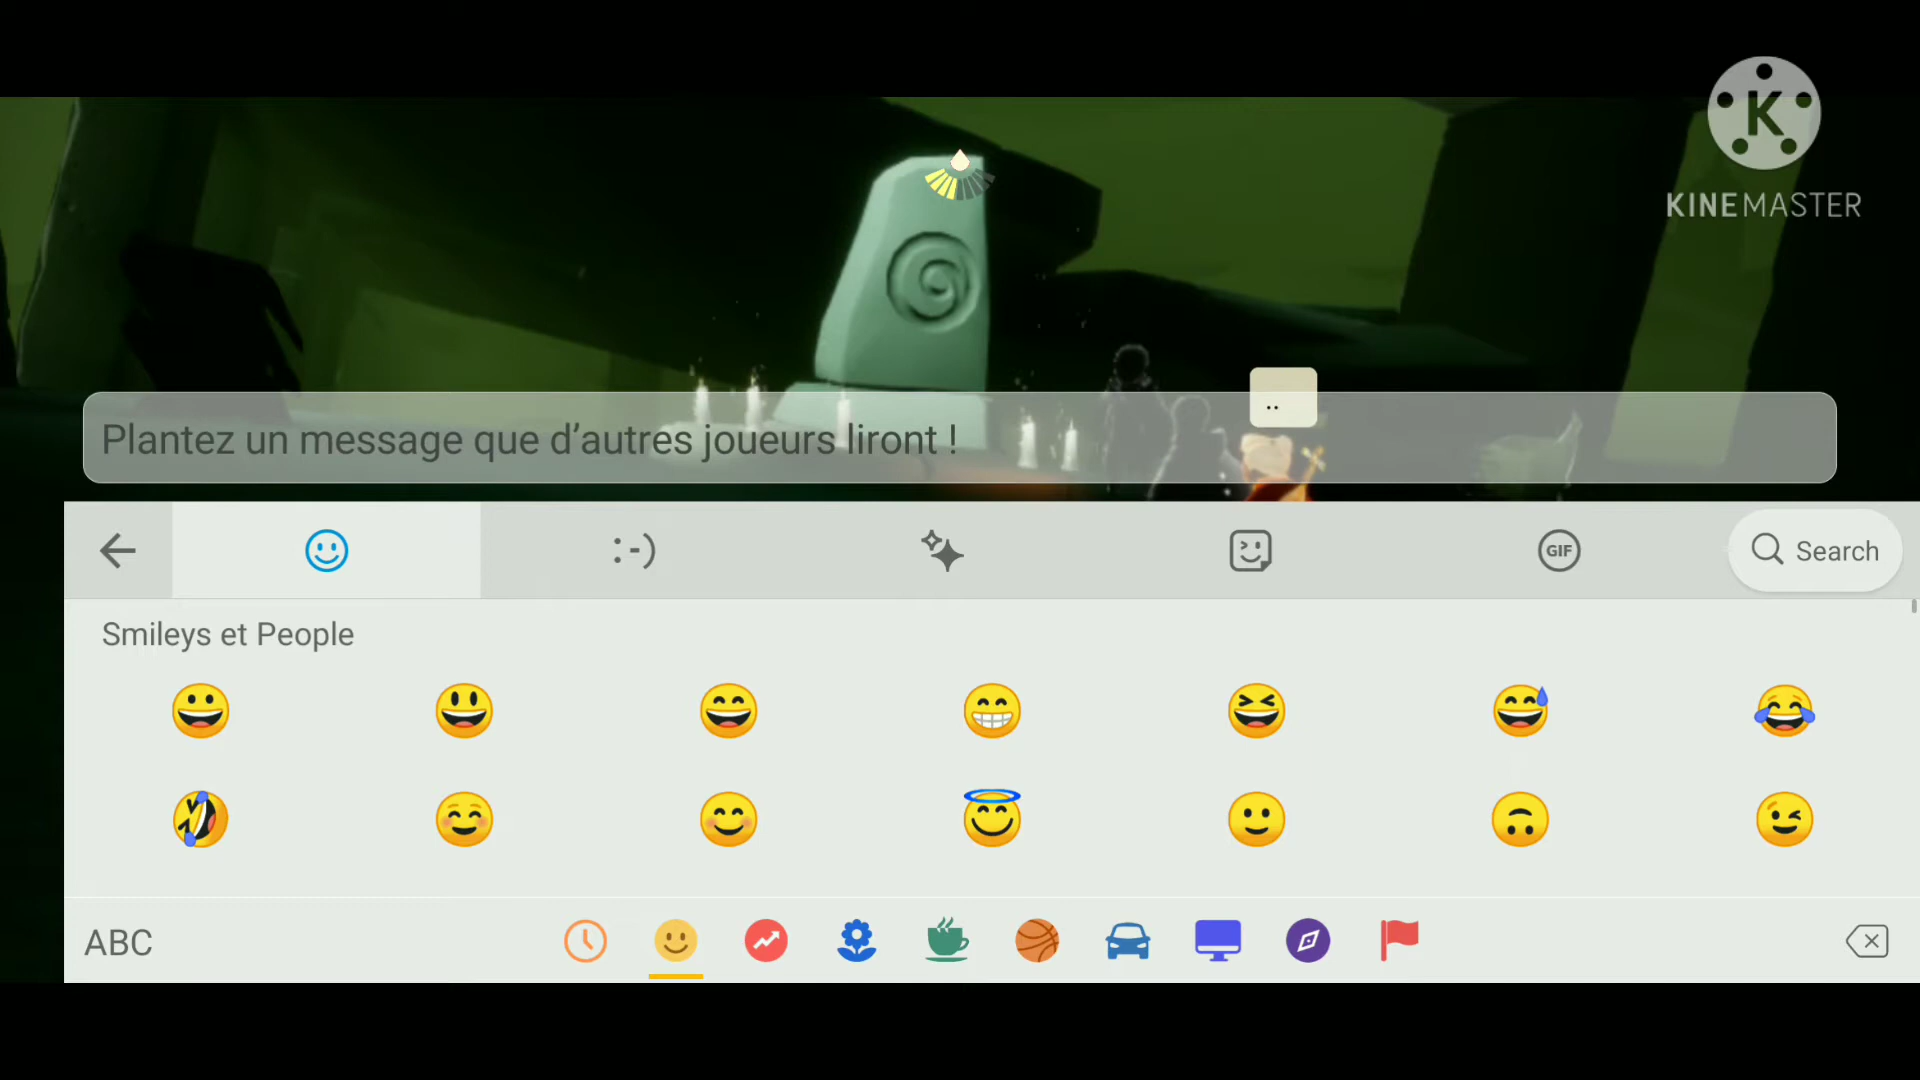 K
KINEMASTER
..
Plantez un message que d’autres joueurs liront !
:-)
GIF
Search
Smileys et People
ABC